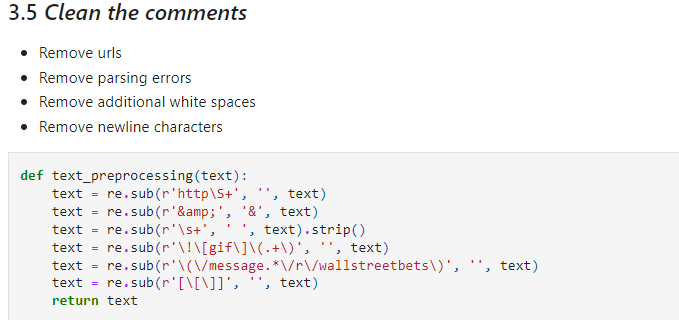 3.5 Clean the comments
• Remove urls
• Remove parsing errors
• Remove additional white spaces
• Remove newline characters
def text_preprocessing(text):
    text = re.sub(r'http\S+', '', text)
    text = re.sub(r'&amp;', '&', text)
    text = re.sub(r'\s+', ' ', text).strip()
    text = re.sub(r'\!\[gif\]\(.+\)', '', text)
    text = re.sub(r'\(\/message.*\/r\/wallstreetbets\)', '', text)
    text = re.sub(r'[\[\]]', '', text)
    return text